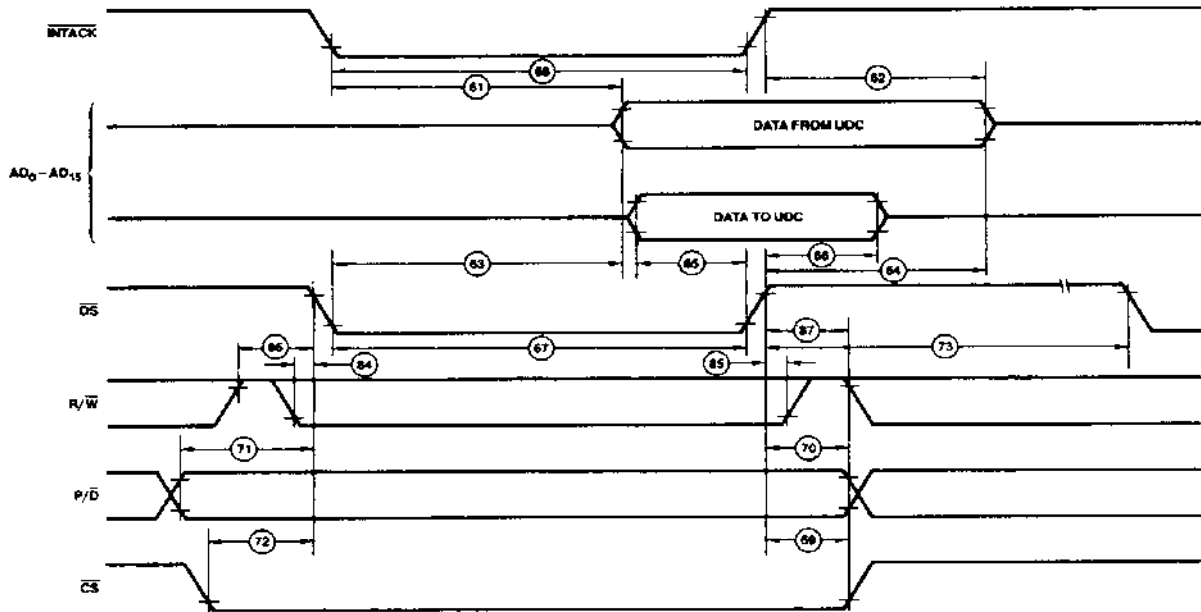 INTACK
68
61
62
DATA FROM UDC
AD0-AD15
DATA TO UDC
63
65
66
64
DS
67
87
73
86
84
85
R/W
71
70
P/D
72
69
CS